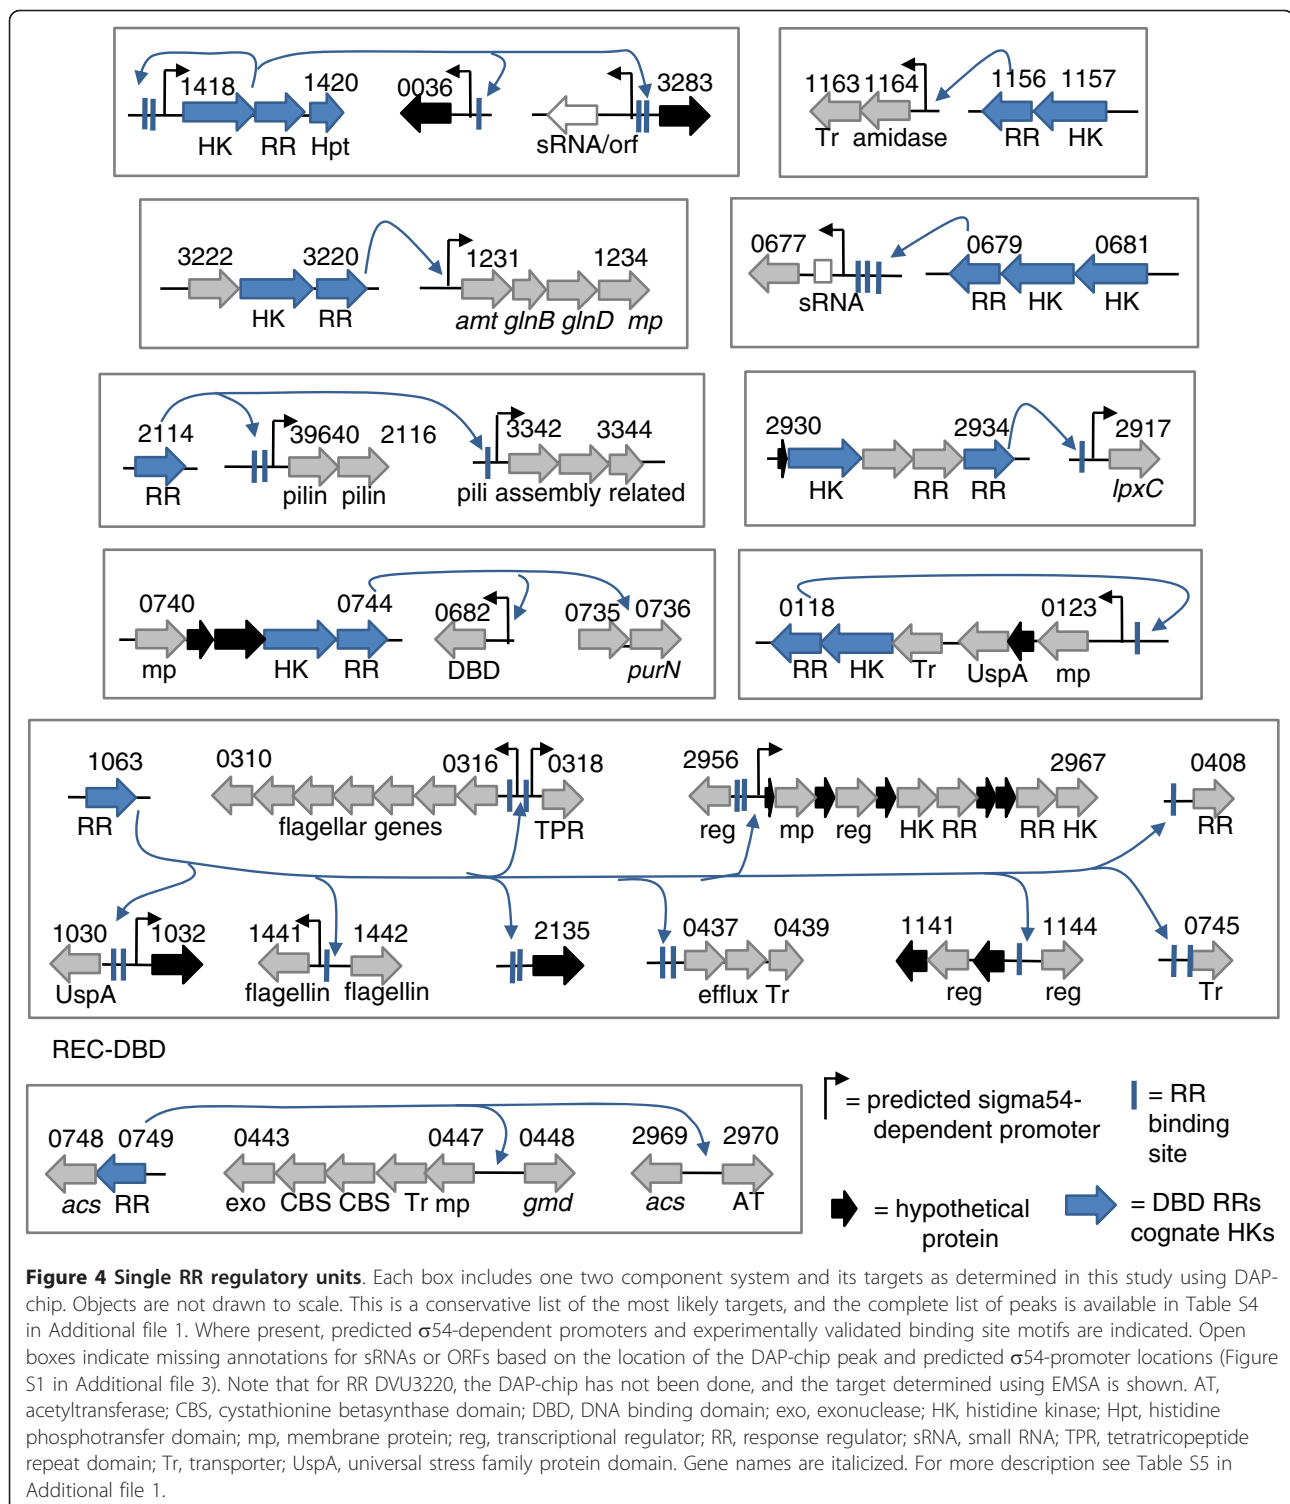 1418 1420 0036 3283
HK RR Hpt sRNA/orf
1163 1164 1156 1157
Tr amidase RR HK
3222 3220 1231 1234
HK RR amt glnB glnD mp
0677 0679 0681
sRNA RR HK HK
2114 39640 2116 3342 3344
RR pilin pilin pili assembly related
2930 2934 2917
HK RR RR lpxC
0740 0744 0682 0735 0736
mp HK RR DBD purN
0118 0123
RR HK Tr UspA mp
1063 0310 0316 0318 2956 2967 0408
RR flagellar genes TPR reg mp reg HK RR RR HK RR
1030 1032 1441 1442 2135 0437 0439 1141 1144 0745
UspA flagellin flagellin efflux Tr reg reg Tr
REC-DBD
0748 0749 0443 0447 0448 2969 2970
acs RR exo CBS CBS Tr mp gmd acs AT
= predicted sigma54-
dependent promoter
= RR
binding
site
= hypothetical
protein
= DBD RRs
cognate HKs
Figure 4 Single RR regulatory units. Each box includes one two component system and its targets as determined in this study using DAP-
chip. Objects are not drawn to scale. This is a conservative list of the most likely targets, and the complete list of peaks is available in Table S4
in Additional file 1. Where present, predicted σ54-dependent promoters and experimentally validated binding site motifs are indicated. Open
boxes indicate missing annotations for sRNAs or ORFs based on the location of the DAP-chip peak and predicted σ54-promoter locations (Figure
S1 in Additional file 3). Note that for RR DVU3220, the DAP-chip has not been done, and the target determined using EMSA is shown. AT,
acetyltransferase; CBS, cystathionine betasynthase domain; DBD, DNA binding domain; exo, exonuclease; HK, histidine kinase; Hpt, histidine
phosphotransfer domain; mp, membrane protein; reg, transcriptional regulator; RR, response regulator; sRNA, small RNA; TPR, tetratricopeptide
repeat domain; Tr, transporter; UspA, universal stress family protein domain. Gene names are italicized. For more description see Table S5 in
Additional file 1.